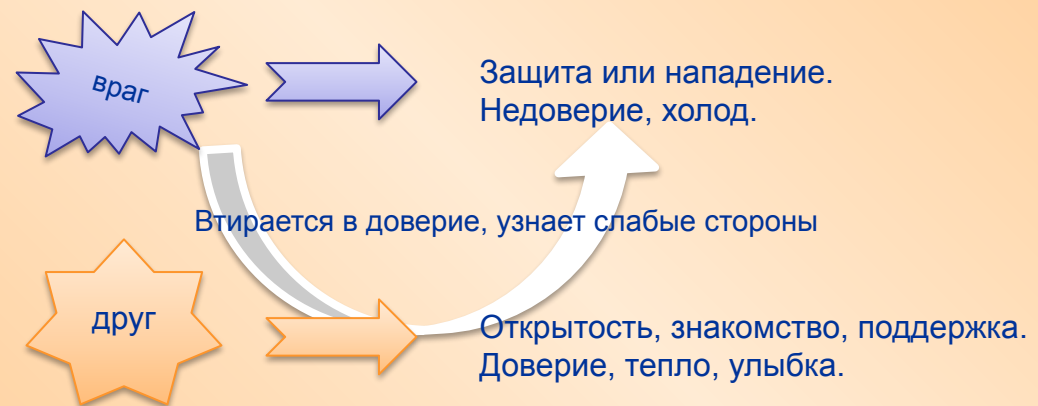 враг
Защита или нападение.
Недоверие, холод.
Втирается в доверие, узнает слабые стороны
друг
Открытость, знакомство, поддержка.
Доверие, тепло, улыбка.